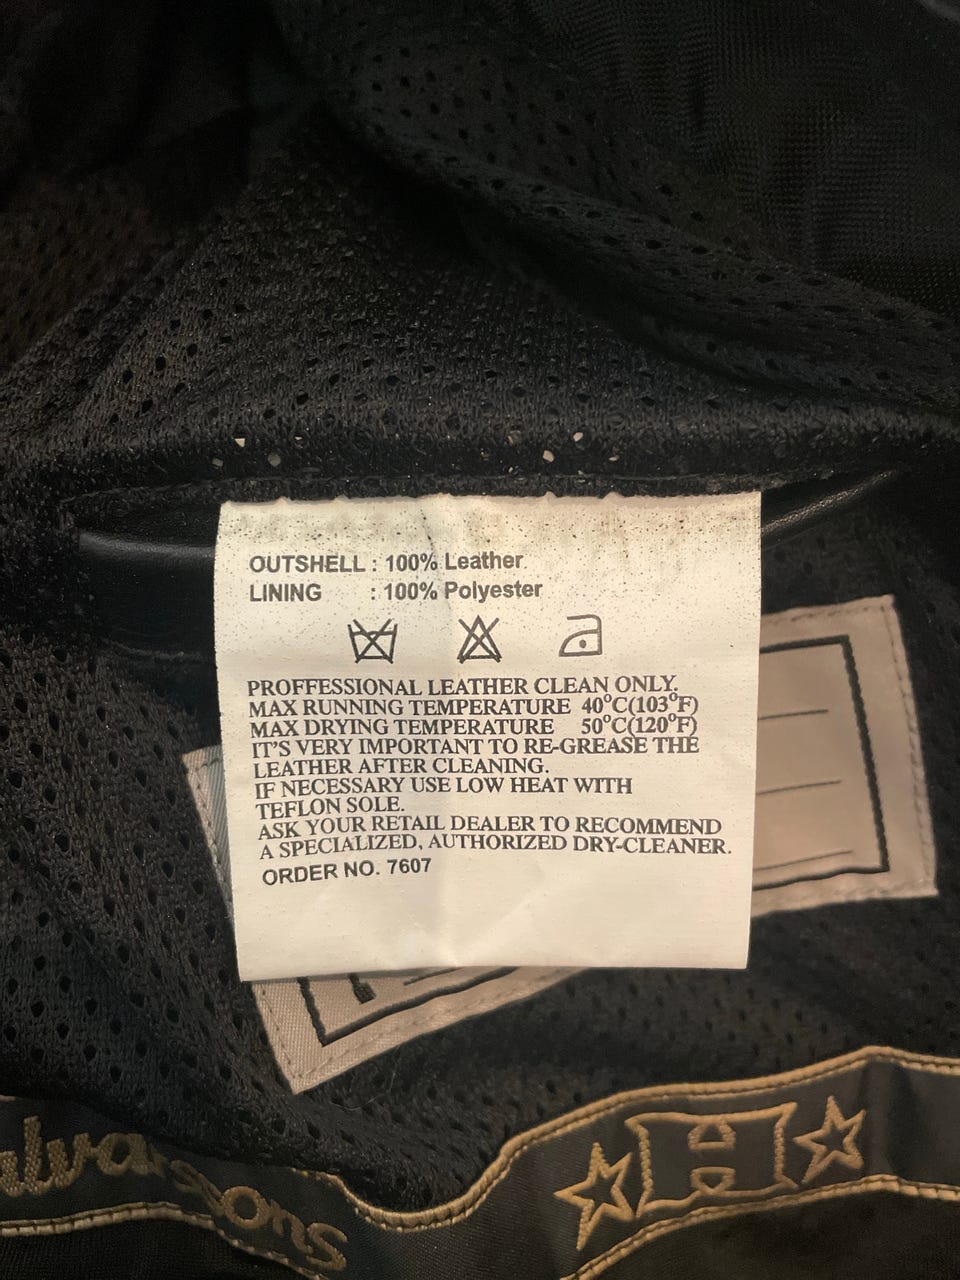 OUTSHELL : 100% Leather
LINING : 100% Polyester
PROFFESSIONAL LEATHER CLEAN ONLY.
MAX RUNNING TEMPERATURE 40°C(103°F)
MAX DRYING TEMPERATURE 50°C(120°F)
IT'S VERY IMPORTANT TO RE-GREASE THE
LEATHER AFTER CLEANING.
IF NECESSARY USE LOW HEAT WITH
TEFLON SOLE.
ASK YOUR RETAIL DEALER TO RECOMMEND
A SPECIALIZED, AUTHORIZED DRY-CLEANER.
ORDER NO. 7607
alvarssons H